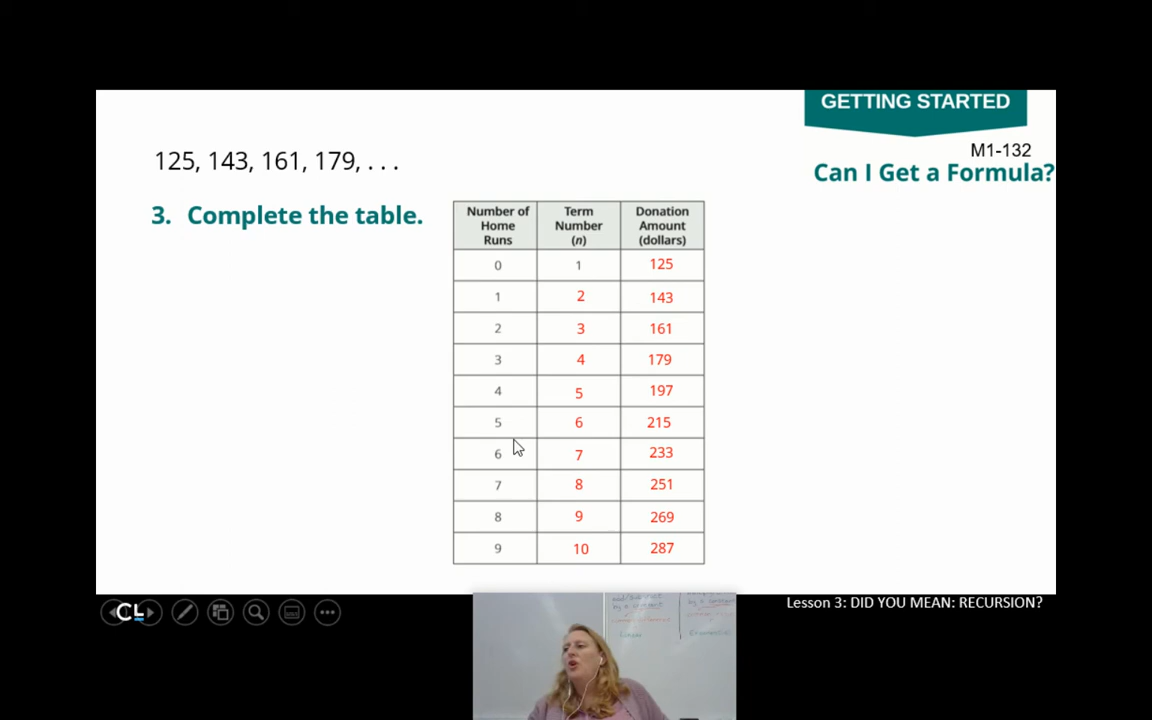 GETTING STARTED
M1-132
Can I Get a Formula?
125, 143, 161, 179, . . .
3. Complete the table.
Number of Home Runs Term Number (n) Donation Amount (dollars)
0 1 125
1 2 143
2 3 161
3 4 179
4 5 197
5 6 215
6 7 233
7 8 251
8 9 269
9 10 287
CL
Lesson 3: DID YOU MEAN: RECURSION?
by a constant
Linear